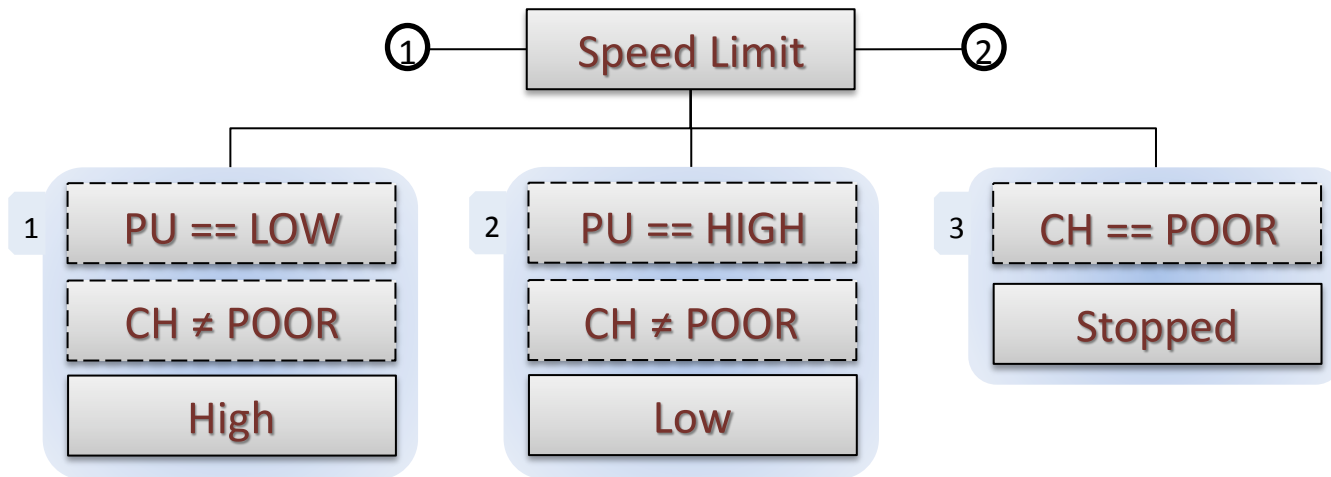 1
Speed Limit
2
1
PU == LOW
CH ≠ POOR
High
2
PU == HIGH
CH ≠ POOR
Low
3
CH == POOR
Stopped